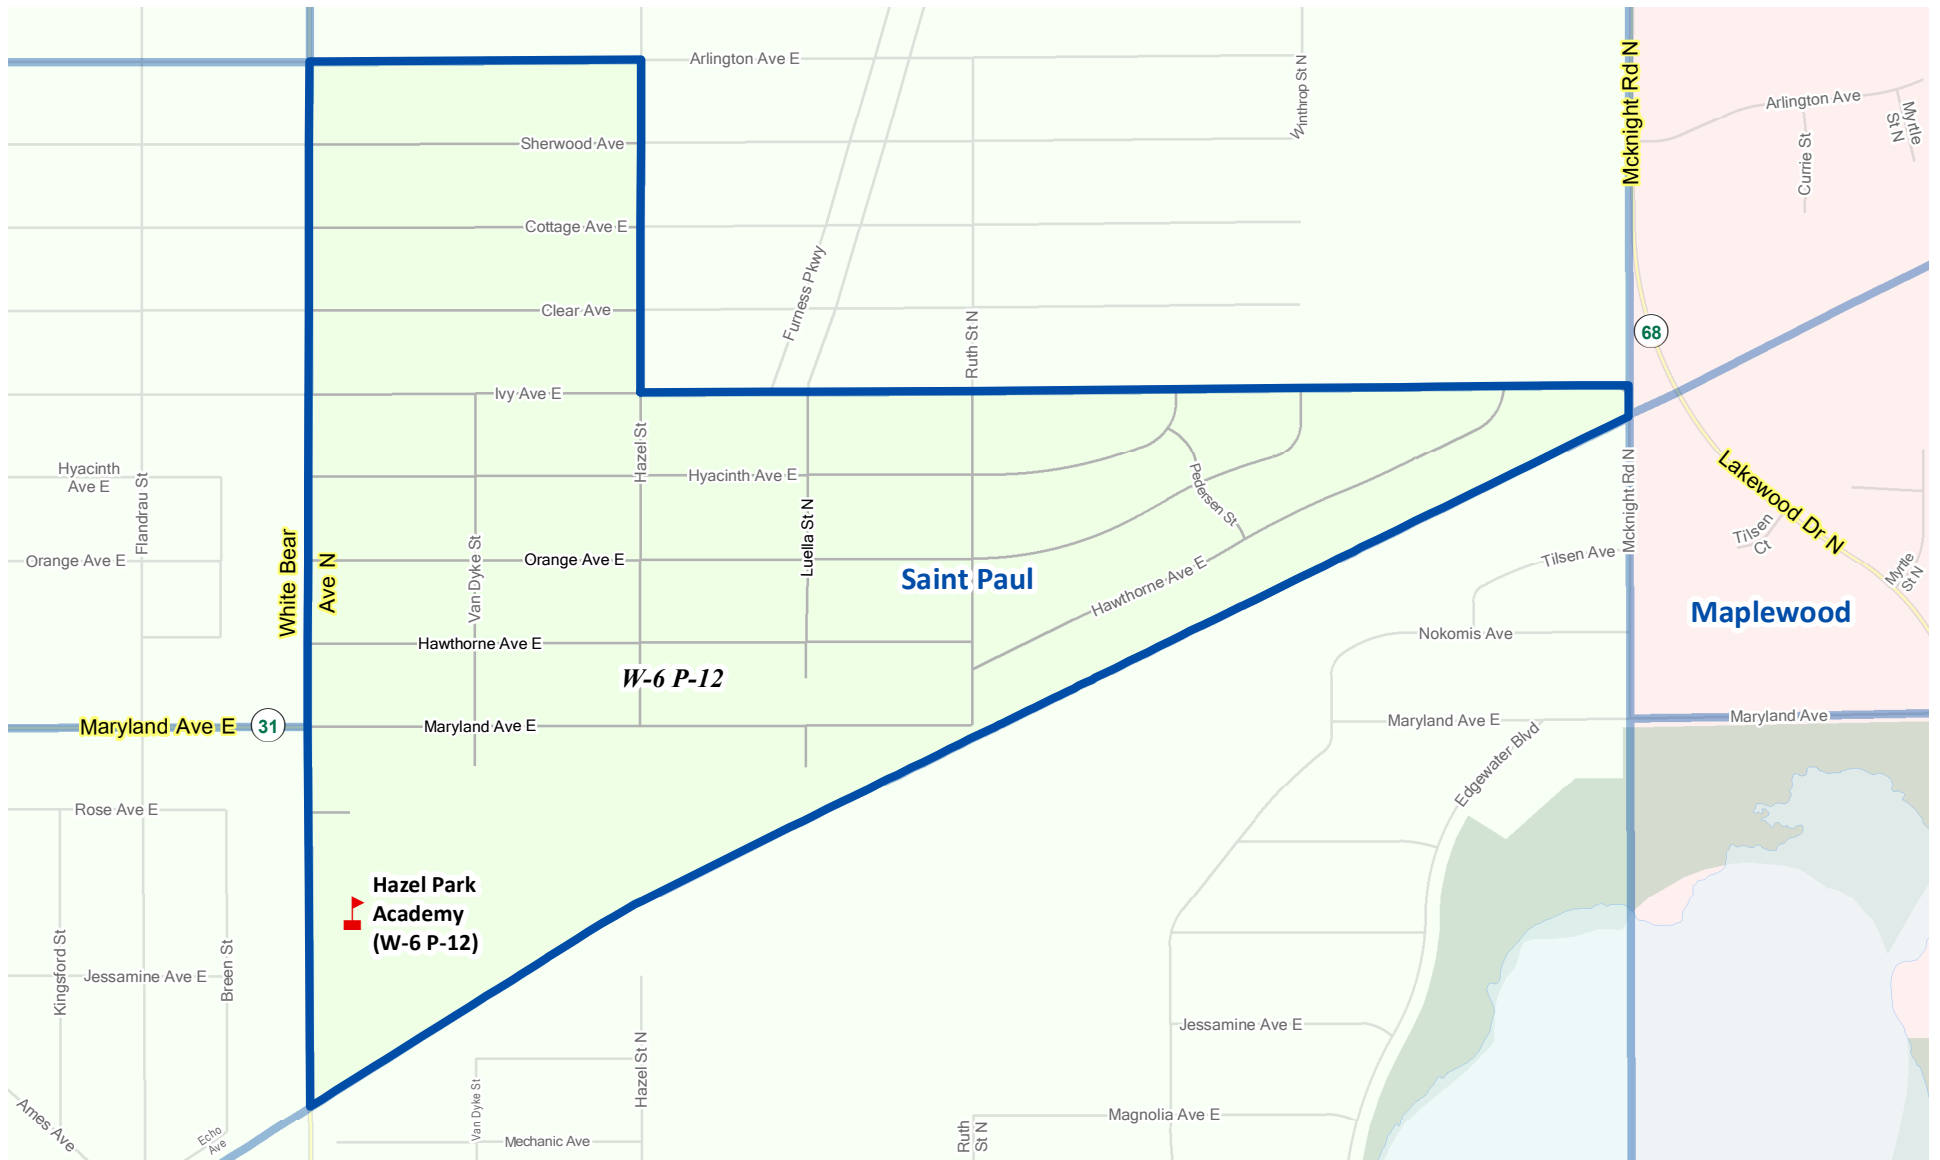 Arlington Ave E
Winthrop St N
Mcknight Rd N
Arlington Ave
Myrtle
St N
Currie St
Sherwood Ave
Cottage Ave E
Clear Ave
Furness Pkwy
Ruth St N
68
Ivy Ave E
Hazel St
Hyacinth
Ave E
Flandrau St
Hyacinth Ave E
Pedersen St
Mcknight Rd N
Lakewood Dr N
Tilsen
Ct
Myrtle
St N
White Bear
Ave N
Orange Ave E
Van Dyke St
Orange Ave E
Luella St N
Saint Paul
Hawthorne Ave E
Tilsen Ave
Maplewood
Nokomis Ave
Hawthorne Ave E
W-6 P-12
Maryland Ave E
31
Maryland Ave E
Maryland Ave E
Maryland Ave
Edgewater Blvd
Rose Ave E
Hazel Park
Academy
(W-6 P-12)
Kingsford St
Jessamine Ave E
Breen St
Jessamine Ave E
Hazel St N
Van Dyke St
Ames Ave
Echo
Ave
Mechanic Ave
Ruth
St N
Magnolia Ave E